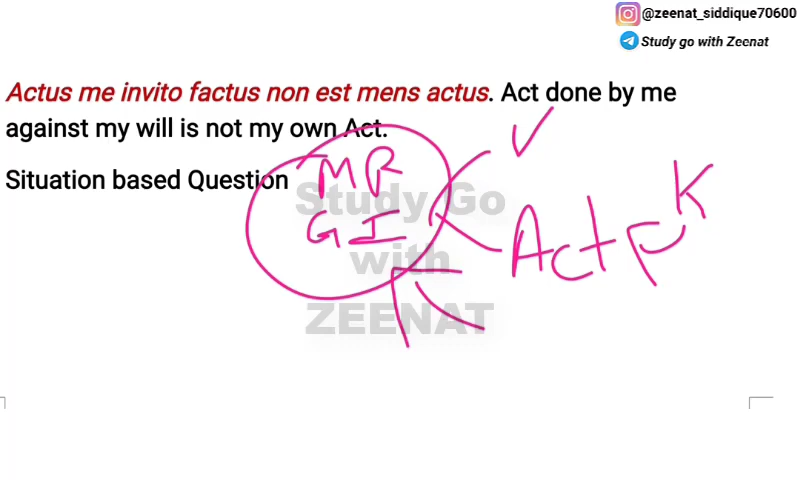 @zeenat_siddique70600
Study go with Zeenat
Actus me invito factus non est mens actus. Act done by me
against my will is not my own Act.
Situation based Question
MR
GI
Study Go
with
ZEENAT
Act
K